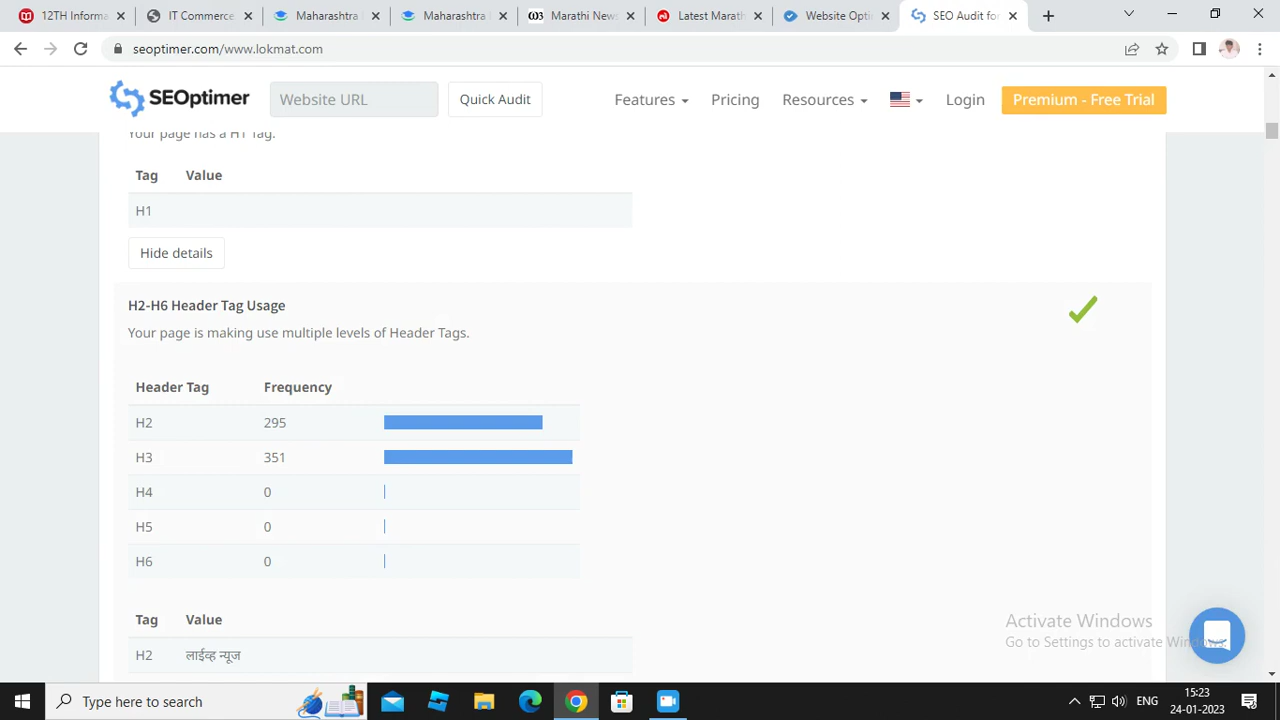 12TH Informa
IT Commerce
Maharashtra
Maharashtra
Marathi News
Latest Marath
Website Opti
SEO Audit for
seoptimer.com/www.lokmat.com
SEOptimer
Website URL
Quick Audit
Features
Pricing
Resources
Login
Premium - Free Trial
Your page has a H1 Tag.
Tag Value
H1
Hide details
H2-H6 Header Tag Usage
Your page is making use multiple levels of Header Tags.
Header Tag Frequency
H2 295
H3 351
H4 0
H5 0
H6 0
Tag Value
H2 लाईव्ह न्यूज
Activate Windows
Go to Settings to activate Windows.
Type here to search
ENG
15:23
24-01-2023